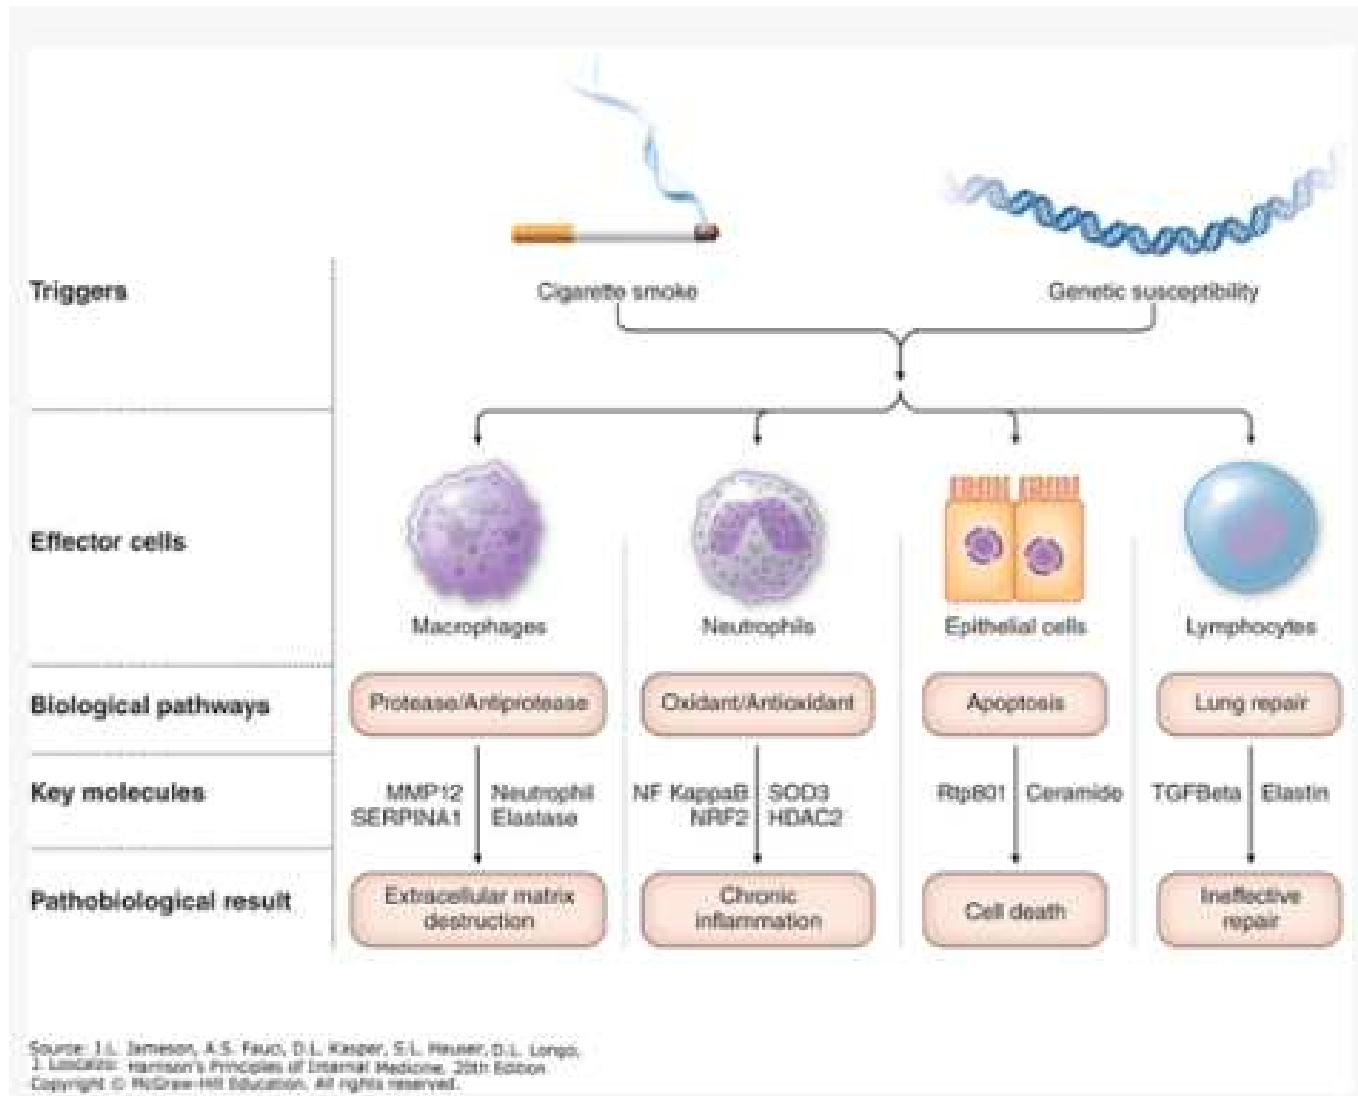 Triggers
Cigarette smoke
Genetic susceptibility
Effector cells
Macrophages
Neutrophils
Epithelial cells
Lymphocytes
Biological pathways
Protease/Antiprotease
Oxidant/Antioxidant
Apoptosis
Lung repair
Key molecules
MMP12
SERPINA1
Neutrophil
Elastase
NF KappaB
NRF2
SOD3
HDAC2
Rtp801
Ceramide
TGFBeta
Elastin
Pathobiological result
Extracellular matrix
destruction
Chronic
inflammation
Cell death
Ineffective
repair
Source: J.L. Jameson, A.S. Fauci, D.L. Kasper, S.L. Hauser, D.L. Longo,
J. Loscalzo: Harrison's Principles of Internal Medicine, 20th Edition
Copyright © McGraw-Hill Education. All rights reserved.